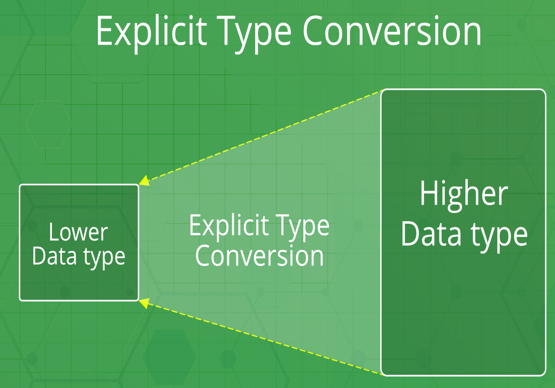 Explicit Type Conversion
Lower
Data type
Explicit Type
Conversion
Higher
Data type